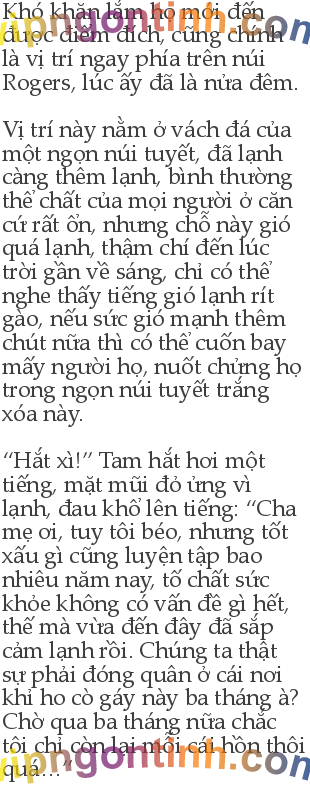 Khó khăn lắm họ mới đến
được điểm đích, cũng chính
là vị trí ngay phía trên núi
Rogers, lúc ấy đã là nửa đêm.
Vị trí này nằm ở vách đá của
một ngọn núi tuyết, đã lạnh
càng thêm lạnh, bình thường
thể chất của mọi người ở căn
cứ rất ổn, nhưng chỗ này gió
quá lạnh, thậm chí đến lúc
trời gần về sáng, chỉ có thể
nghe thấy tiếng gió lạnh rít
gào, nếu sức gió mạnh thêm
chút nữa thì có thể cuốn bay
mấy người họ, nuốt chửng họ
trong ngọn núi tuyết trắng
xóa này.
“Hắt xì!” Tam hắt hơi một
tiếng, mặt mũi đỏ ửng vì
lạnh, đau khổ lên tiếng: “Cha
mẹ ơi, tuy tôi béo, nhưng tốt
xấu gì cũng luyện tập bao
nhiêu năm nay, tố chất sức
khỏe không có vấn đề gì hết,
thế mà vừa đến đây đã sắp
cảm lạnh rồi. Chúng ta thật
sự phải đóng quân ở cái nơi
khỉ ho cò gáy này ba tháng à?
Chờ qua ba tháng nữa chắc
tôi chỉ còn lại mỗi cái hồn thôi
quá...”
vipngontinh.com
vipngontinh.com